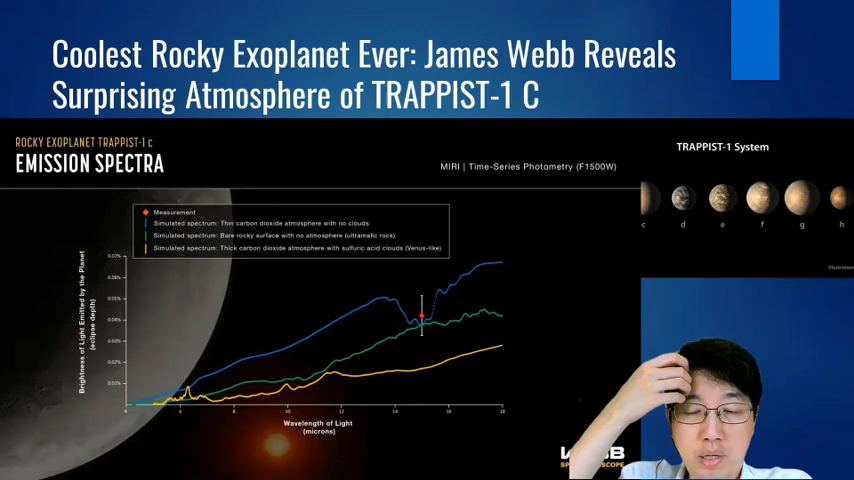 Coolest Rocky Exoplanet Ever: James Webb Reveals
Surprising Atmosphere of TRAPPIST-1 C
ROCKY EXOPLANET TRAPPIST-1 c
EMISSION SPECTRA
MIRI | Time-Series Photometry (F1500W)
TRAPPIST-1 System
c d e f g h
Illustration
Measurement
Simulated spectrum: Thin carbon dioxide atmosphere with no clouds
Simulated spectrum: Bare rocky surface with no atmosphere (ultramafic rock)
Simulated spectrum: Thick carbon dioxide atmosphere with sulfuric acid clouds (Venus-like)
Brightness of Light Emitted by the Planet
(eclipse depth)
0.07%
0.06%
0.05%
0.04%
0.03%
0.02%
0.01%
6 8 10 12 14 16 18
Wavelength of Light
(microns)